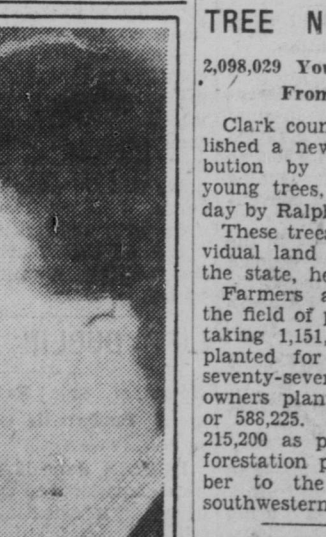 TREE N
2,098,029 You
From
Clark coun
lished a new
bution by
young trees,
day by Ralph
These trees
vidual land
the state, he
Farmers a
the field of p
taking 1,151,
planted for
seventy-seven
owners plan
or 588,225.
215,200 as p
forestation p
ber to the
southwestern